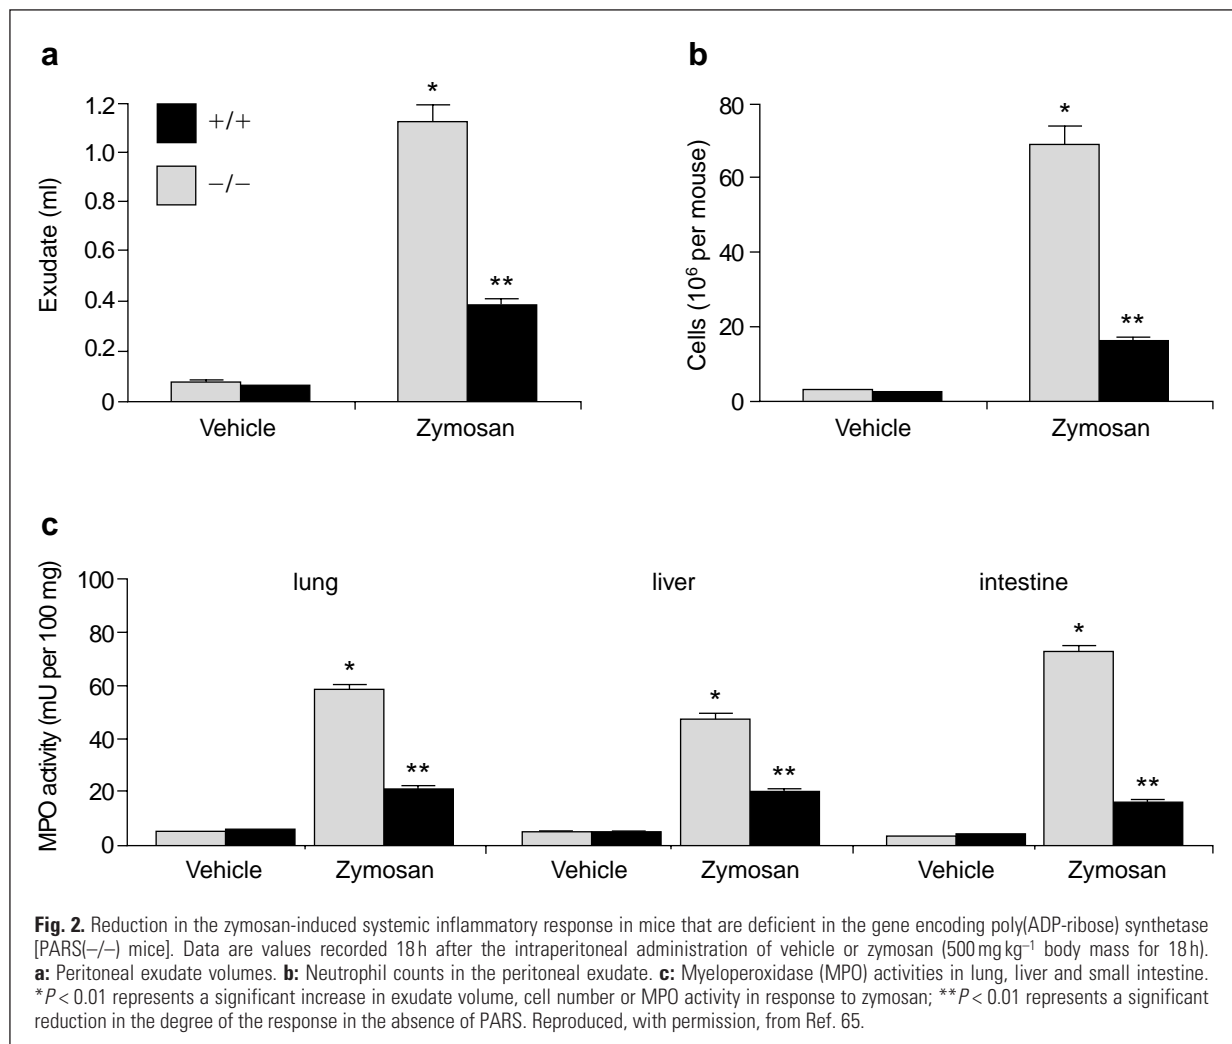 a
b
1.2
1.0
0.8
0.6
0.4
0.2
0
Exudate (ml)
+/+
−/−
*
**
Vehicle
Zymosan
80
60
40
20
0
Cells (10⁶ per mouse)
*
**
Vehicle
Zymosan
c
100
80
60
40
20
0
MPO activity (mU per 100 mg)
lung
liver
intestine
*
**
*
**
*
**
Vehicle
Zymosan
Vehicle
Zymosan
Vehicle
Zymosan
Fig. 2. Reduction in the zymosan-induced systemic inflammatory response in mice that are deficient in the gene encoding poly(ADP-ribose) synthetase
[PARS(–/–) mice]. Data are values recorded 18 h after the intraperitoneal administration of vehicle or zymosan (500 mg kg⁻¹ body mass for 18 h).
a: Peritoneal exudate volumes. b: Neutrophil counts in the peritoneal exudate. c: Myeloperoxidase (MPO) activities in lung, liver and small intestine.
*P < 0.01 represents a significant increase in exudate volume, cell number or MPO activity in response to zymosan; **P < 0.01 represents a significant
reduction in the degree of the response in the absence of PARS. Reproduced, with permission, from Ref. 65.